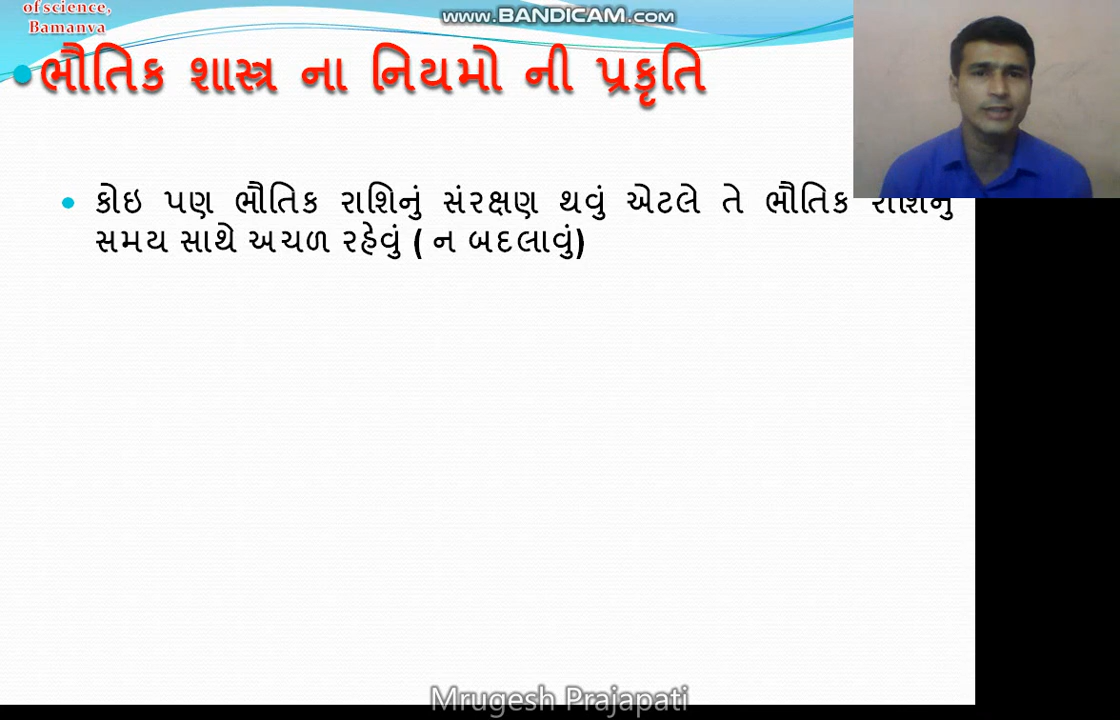 of science,
Bamanva
www.BANDICAM.com
ભૌતિક શાસ્ત્ર ના નિયમો ની પ્રકૃતિ
કોઇ પણ ભૌતિક રાશિનું સંરક્ષણ થવું એટલે તે ભૌતિક રાશિનું
સમય સાથે અચળ રહેવું ( ન બદલાવું)
Mrugesh Prajapati